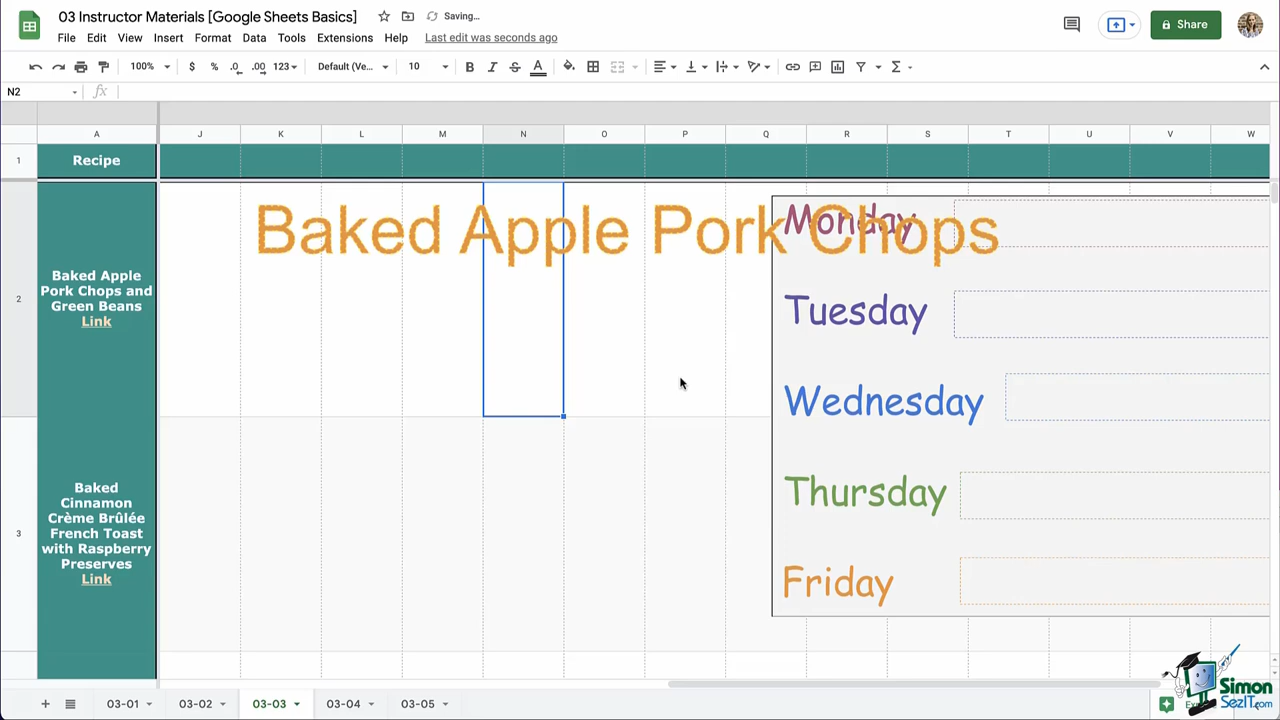 03 Instructor Materials [Google Sheets Basics] Saving...
File Edit View Insert Format Data Tools Extensions Help Last edit was seconds ago
Share
100% $ % .0 .00 123 Default (Ve... 10 B I S A Σ
N2 fx
A J K L M N O P Q R S T U V W
1 Recipe
Baked Apple Pork Chops
Monday
2
Baked Apple
Pork Chops and
Green Beans
Link
Tuesday
Wednesday
Thursday
Friday
3
Baked
Cinnamon
Crème Brûlée
French Toast
with Raspberry
Preserves
Link
+ 03-01 03-02 03-03 03-04 03-05
Simon
SezIT.com